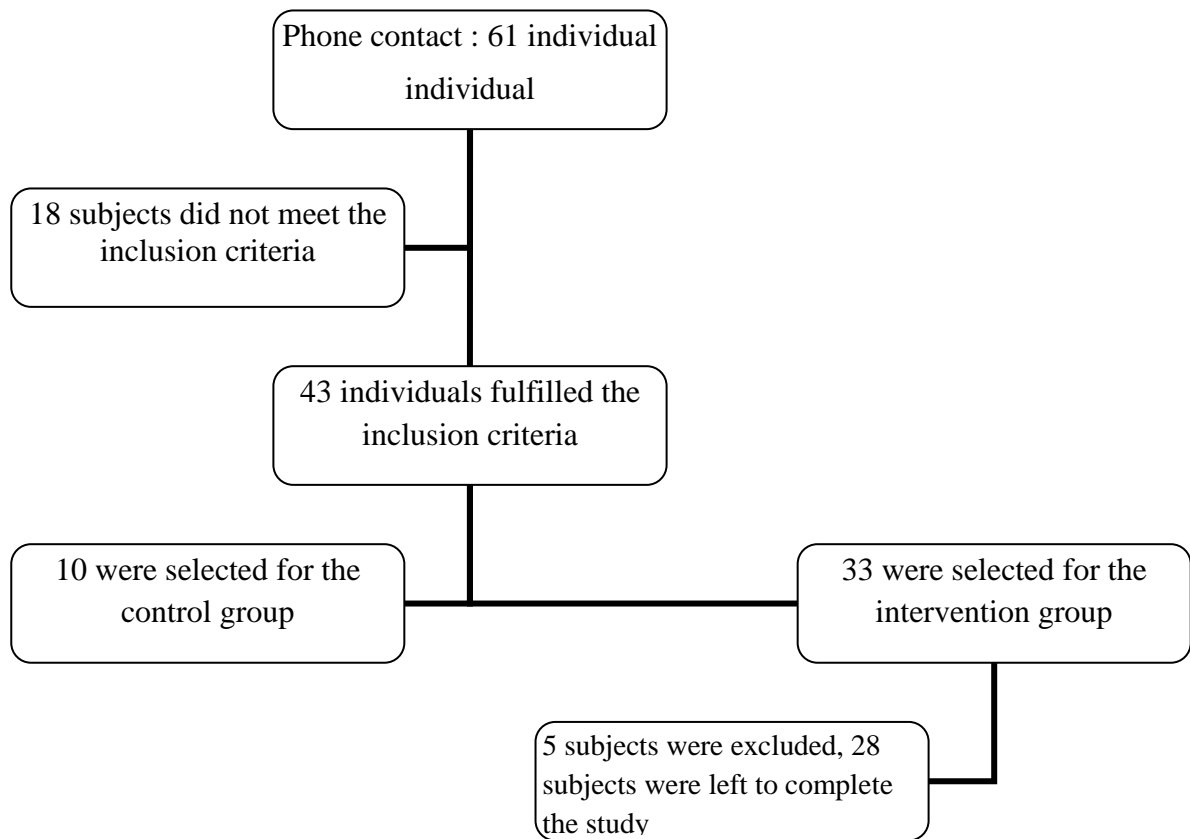 Phone contact : 61 individual
individual
18 subjects did not meet the
inclusion criteria
43 individuals fulfilled the
inclusion criteria
10 were selected for the
control group
33 were selected for the
intervention group
5 subjects were excluded, 28
subjects were left to complete
the study